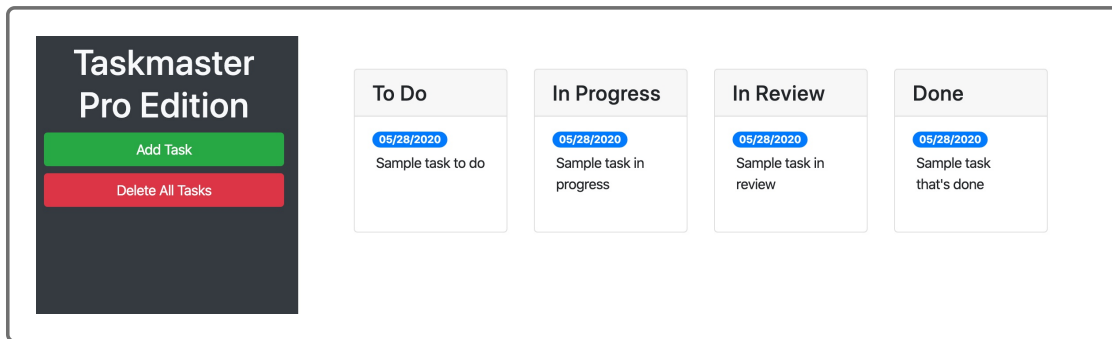 Taskmaster
Pro Edition
Add Task
Delete All Tasks
To Do
05/28/2020
Sample task to do
In Progress
05/28/2020
Sample task in
progress
In Review
05/28/2020
Sample task in
review
Done
05/28/2020
Sample task
that's done